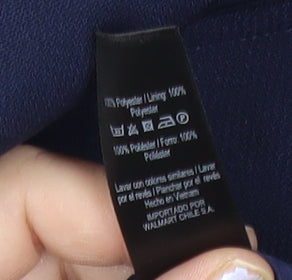 100% Polyester / Lining: 100%
Polyester
100% Poliéster / Forro: 100%
Poliéster
Lavar con colores similares / Lavar
por el revés / Planchar por el revés
Hecho en Vietnam
IMPORTADO POR
WALMART CHILE S.A.